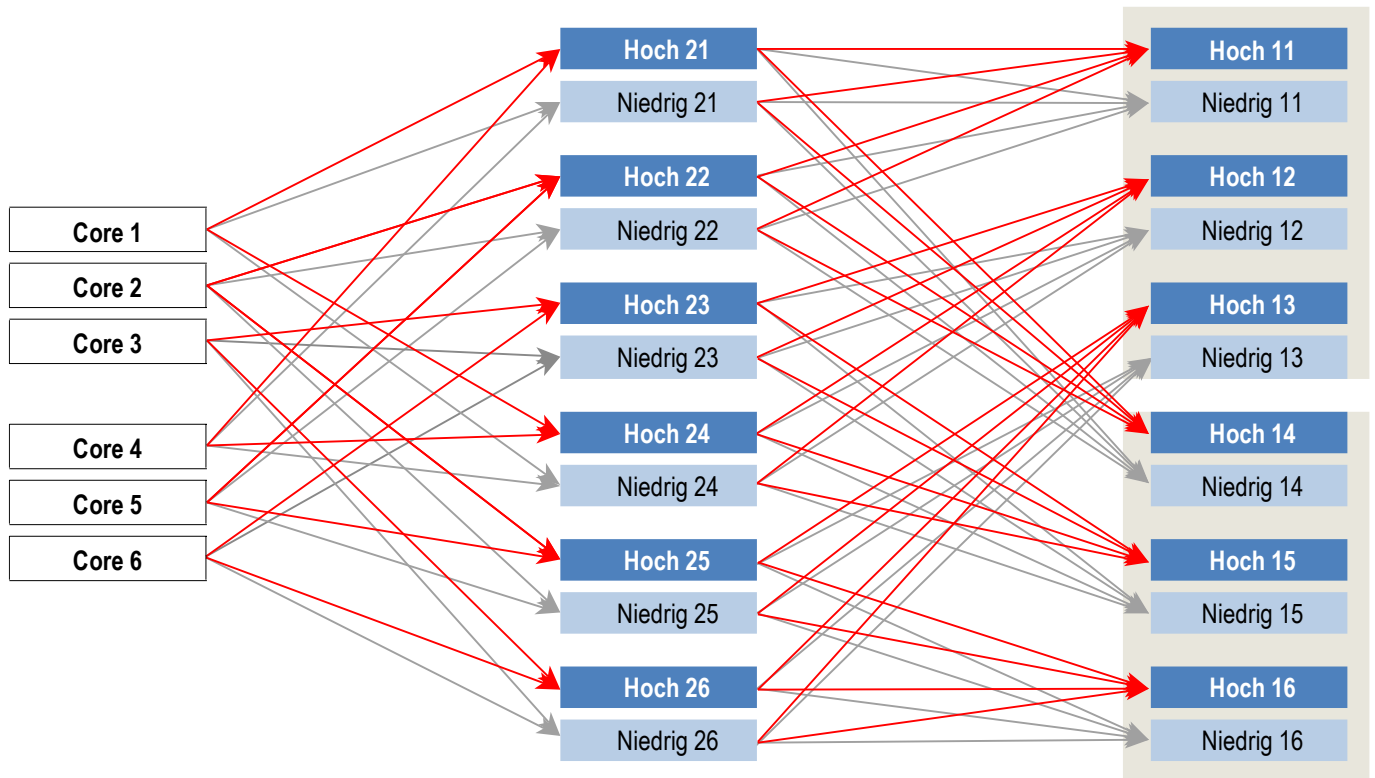 Core 1
Core 2
Core 3
Core 4
Core 5
Core 6
Hoch 21
Niedrig 21
Hoch 22
Niedrig 22
Hoch 23
Niedrig 23
Hoch 24
Niedrig 24
Hoch 25
Niedrig 25
Hoch 26
Niedrig 26
Hoch 11
Niedrig 11
Hoch 12
Niedrig 12
Hoch 13
Niedrig 13
Hoch 14
Niedrig 14
Hoch 15
Niedrig 15
Hoch 16
Niedrig 16